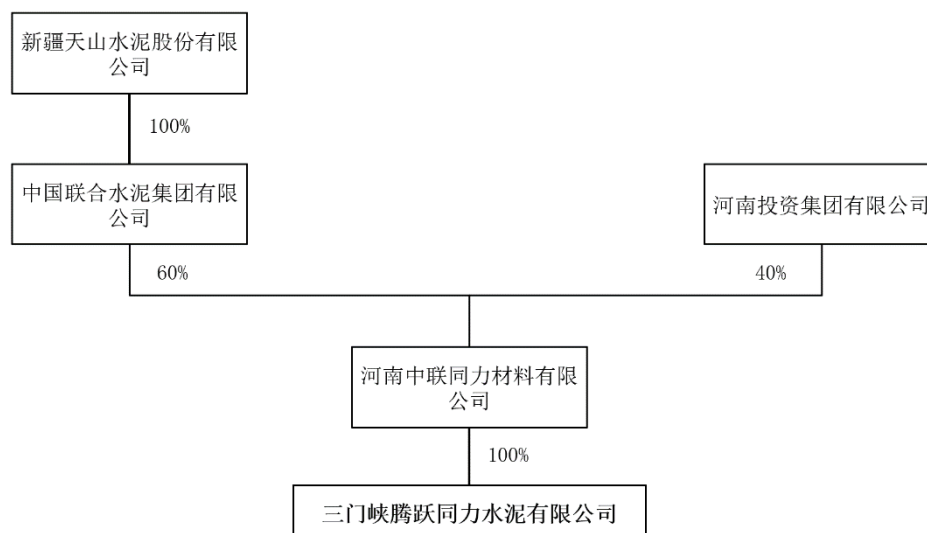 新疆天山水泥股份有限
公司
100%
中国联合水泥集团有限
公司
河南投资集团有限公司
60%
40%
河南中联同力材料有限
公司
100%
三门峡腾跃同力水泥有限公司